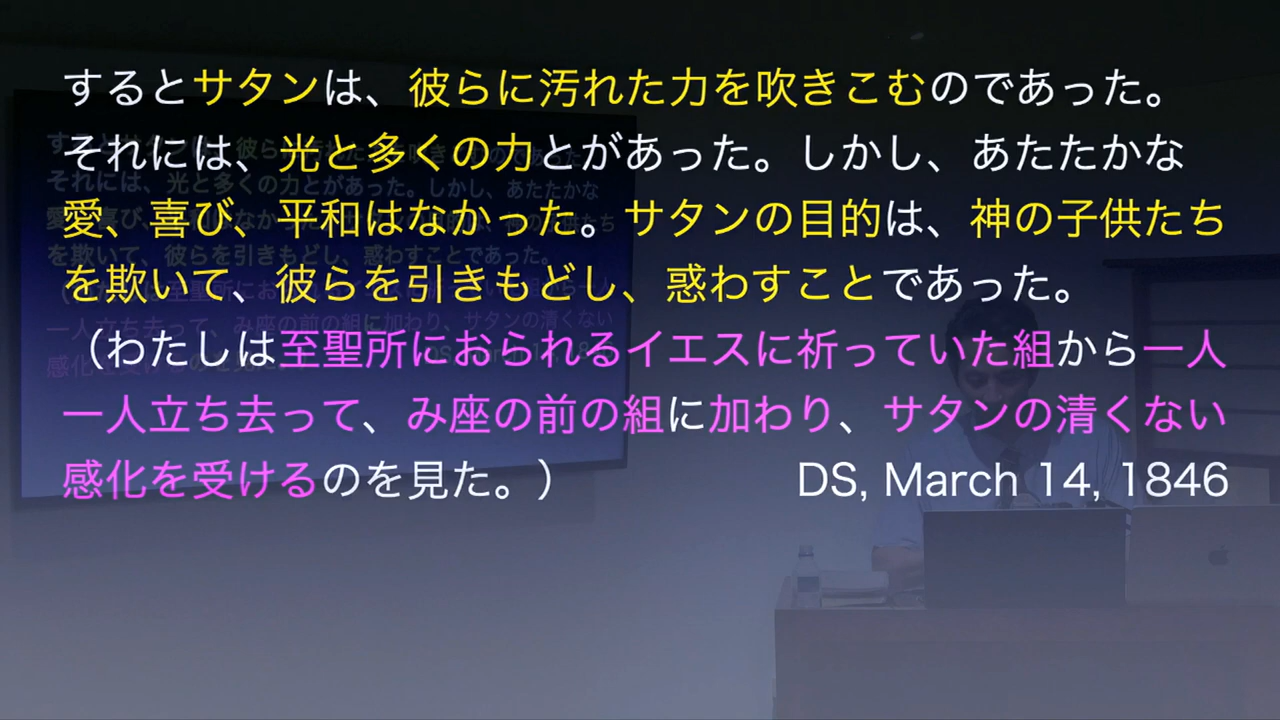 するとサタンは、彼らに汚れた力を吹きこむのであった。
それには、光と多くの力とがあった。しかし、あたたかな
愛、喜び、平和はなかった。サタンの目的は、神の子供たち
を欺いて、彼らを引きもどし、惑わすことであった。
（わたしは至聖所におられるイエスに祈っていた組から一人
一人立ち去って、み座の前の組に加わり、サタンの清くない
感化を受けるのを見た。） DS, March 14, 1846